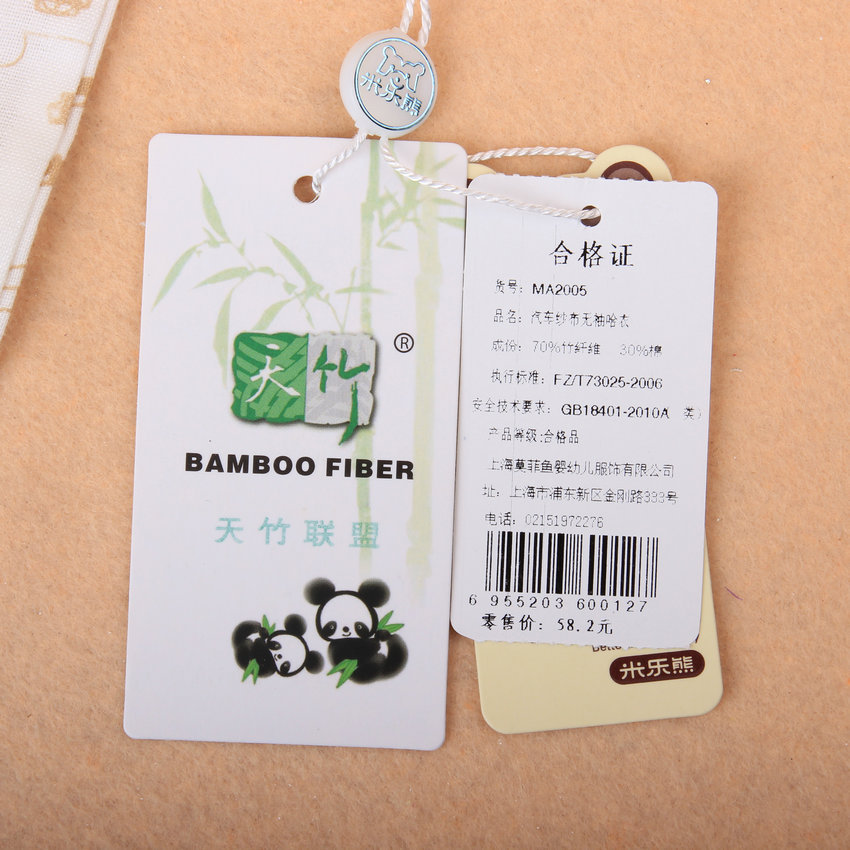 米乐熊
天竹
®
BAMBOO FIBER
天竹联盟
合格证
货号：MA2005
品名：汽车纱布无袖哈衣
成份：70%竹纤维 30%棉
执行标准：FZ/T73025-2006
安全技术要求：GB18401-2010A 类）
产品等级:合格品
上海莫菲鱼婴幼儿服饰有限公司
址：上海市浦东新区金刚路333号
电话：02151972276
6 955203 600127
零售价：58.2元
米乐熊